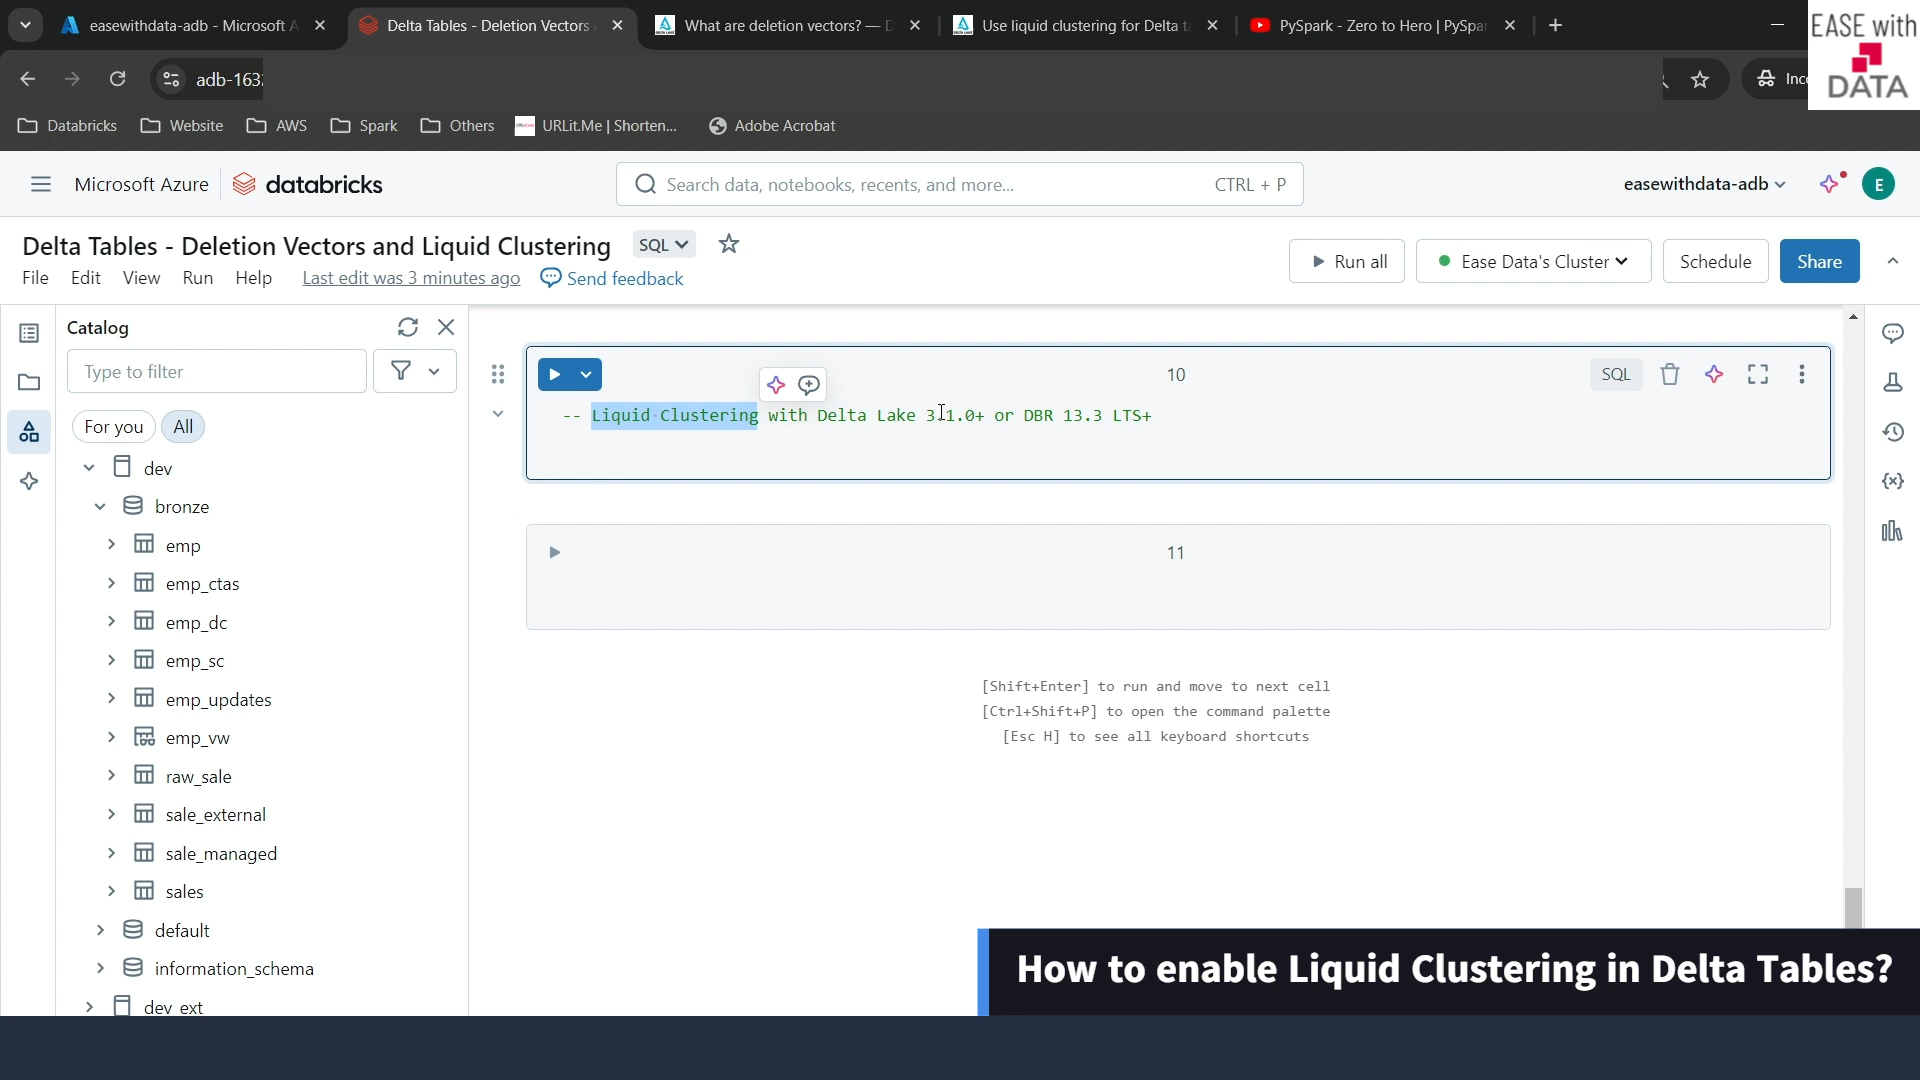 easewithdata-adb - Microsoft A
Delta Tables - Deletion Vectors
What are deletion vectors? — D
Use liquid clustering for Delta t
PySpark - Zero to Hero | PySpar
EASE with
DATA
adb-163
Inc
Databricks
Website
AWS
Spark
Others
URLit.Me | Shorten...
Adobe Acrobat
Microsoft Azure
databricks
Search data, notebooks, recents, and more...
CTRL + P
easewithdata-adb
E
Delta Tables - Deletion Vectors and Liquid Clustering
SQL
File
Edit
View
Run
Help
Last edit was 3 minutes ago
Send feedback
Run all
Ease Data's Cluster
Schedule
Share
Catalog
Type to filter
For you
All
dev
bronze
emp
emp_ctas
emp_dc
emp_sc
emp_updates
emp_vw
raw_sale
sale_external
sale_managed
sales
default
information_schema
dev_ext
10
SQL
-- Liquid Clustering with Delta Lake 3.1.0+ or DBR 13.3 LTS+
11
[Shift+Enter] to run and move to next cell
[Ctrl+Shift+P] to open the command palette
[Esc H] to see all keyboard shortcuts
How to enable Liquid Clustering in Delta Tables?